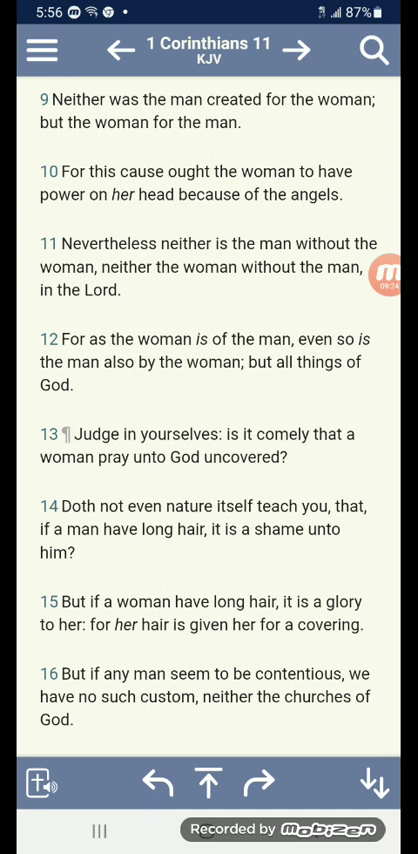 5:56 87%
1 Corinthians 11
KJV
9 Neither was the man created for the woman;
but the woman for the man.
10 For this cause ought the woman to have
power on her head because of the angels.
11 Nevertheless neither is the man without the
woman, neither the woman without the man,
in the Lord.
09:24
12 For as the woman is of the man, even so is
the man also by the woman; but all things of
God.
13 ¶ Judge in yourselves: is it comely that a
woman pray unto God uncovered?
14 Doth not even nature itself teach you, that,
if a man have long hair, it is a shame unto
him?
15 But if a woman have long hair, it is a glory
to her: for her hair is given her for a covering.
16 But if any man seem to be contentious, we
have no such custom, neither the churches of
God.
Recorded by mobizen